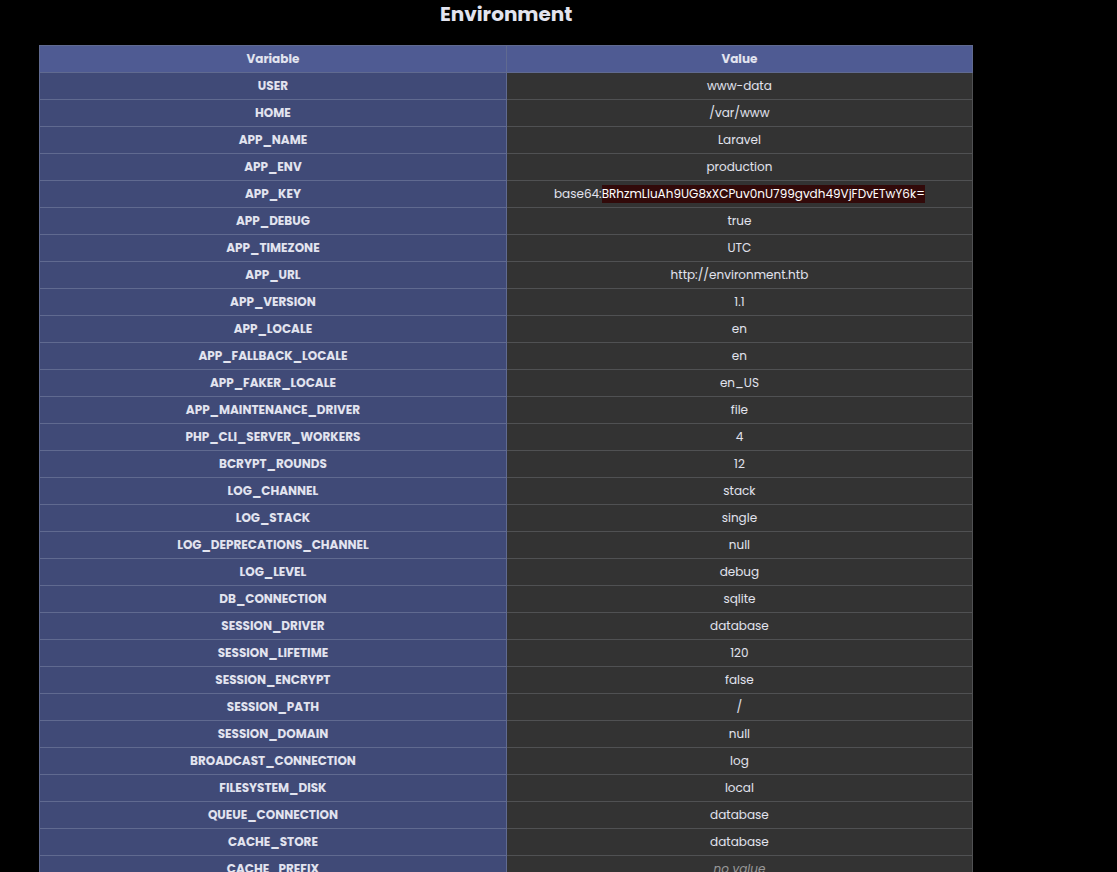 Environment
Variable Value
USER www-data
HOME /var/www
APP_NAME Laravel
APP_ENV production
APP_KEY base64:BRhzmLluAh9UG8xXCPuv0nU799gvdh49VjFDvETwY6k=
APP_DEBUG true
APP_TIMEZONE UTC
APP_URL http://environment.htb
APP_VERSION 1.1
APP_LOCALE en
APP_FALLBACK_LOCALE en
APP_FAKER_LOCALE en_US
APP_MAINTENANCE_DRIVER file
PHP_CLI_SERVER_WORKERS 4
BCRYPT_ROUNDS 12
LOG_CHANNEL stack
LOG_STACK single
LOG_DEPRECATIONS_CHANNEL null
LOG_LEVEL debug
DB_CONNECTION sqlite
SESSION_DRIVER database
SESSION_LIFETIME 120
SESSION_ENCRYPT false
SESSION_PATH /
SESSION_DOMAIN null
BROADCAST_CONNECTION log
FILESYSTEM_DISK local
QUEUE_CONNECTION database
CACHE_STORE database
CACHE_PREFIX no value